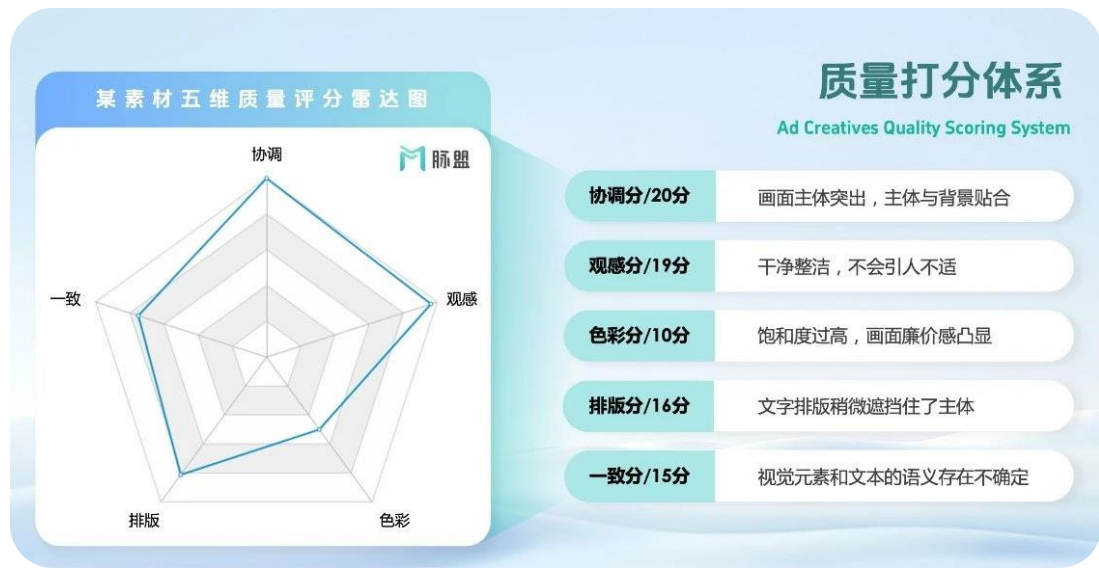 某素材五维质量评分雷达图
脉盟
协调
观感
色彩
排版
一致
质量打分体系
Ad Creatives Quality Scoring System
协调分/20分
画面主体突出，主体与背景贴合
观感分/19分
干净整洁，不会引人不适
色彩分/10分
饱和度过高，画面廉价感凸显
排版分/16分
文字排版稍微遮挡住了主体
一致分/15分
视觉元素和文本的语义存在不确定